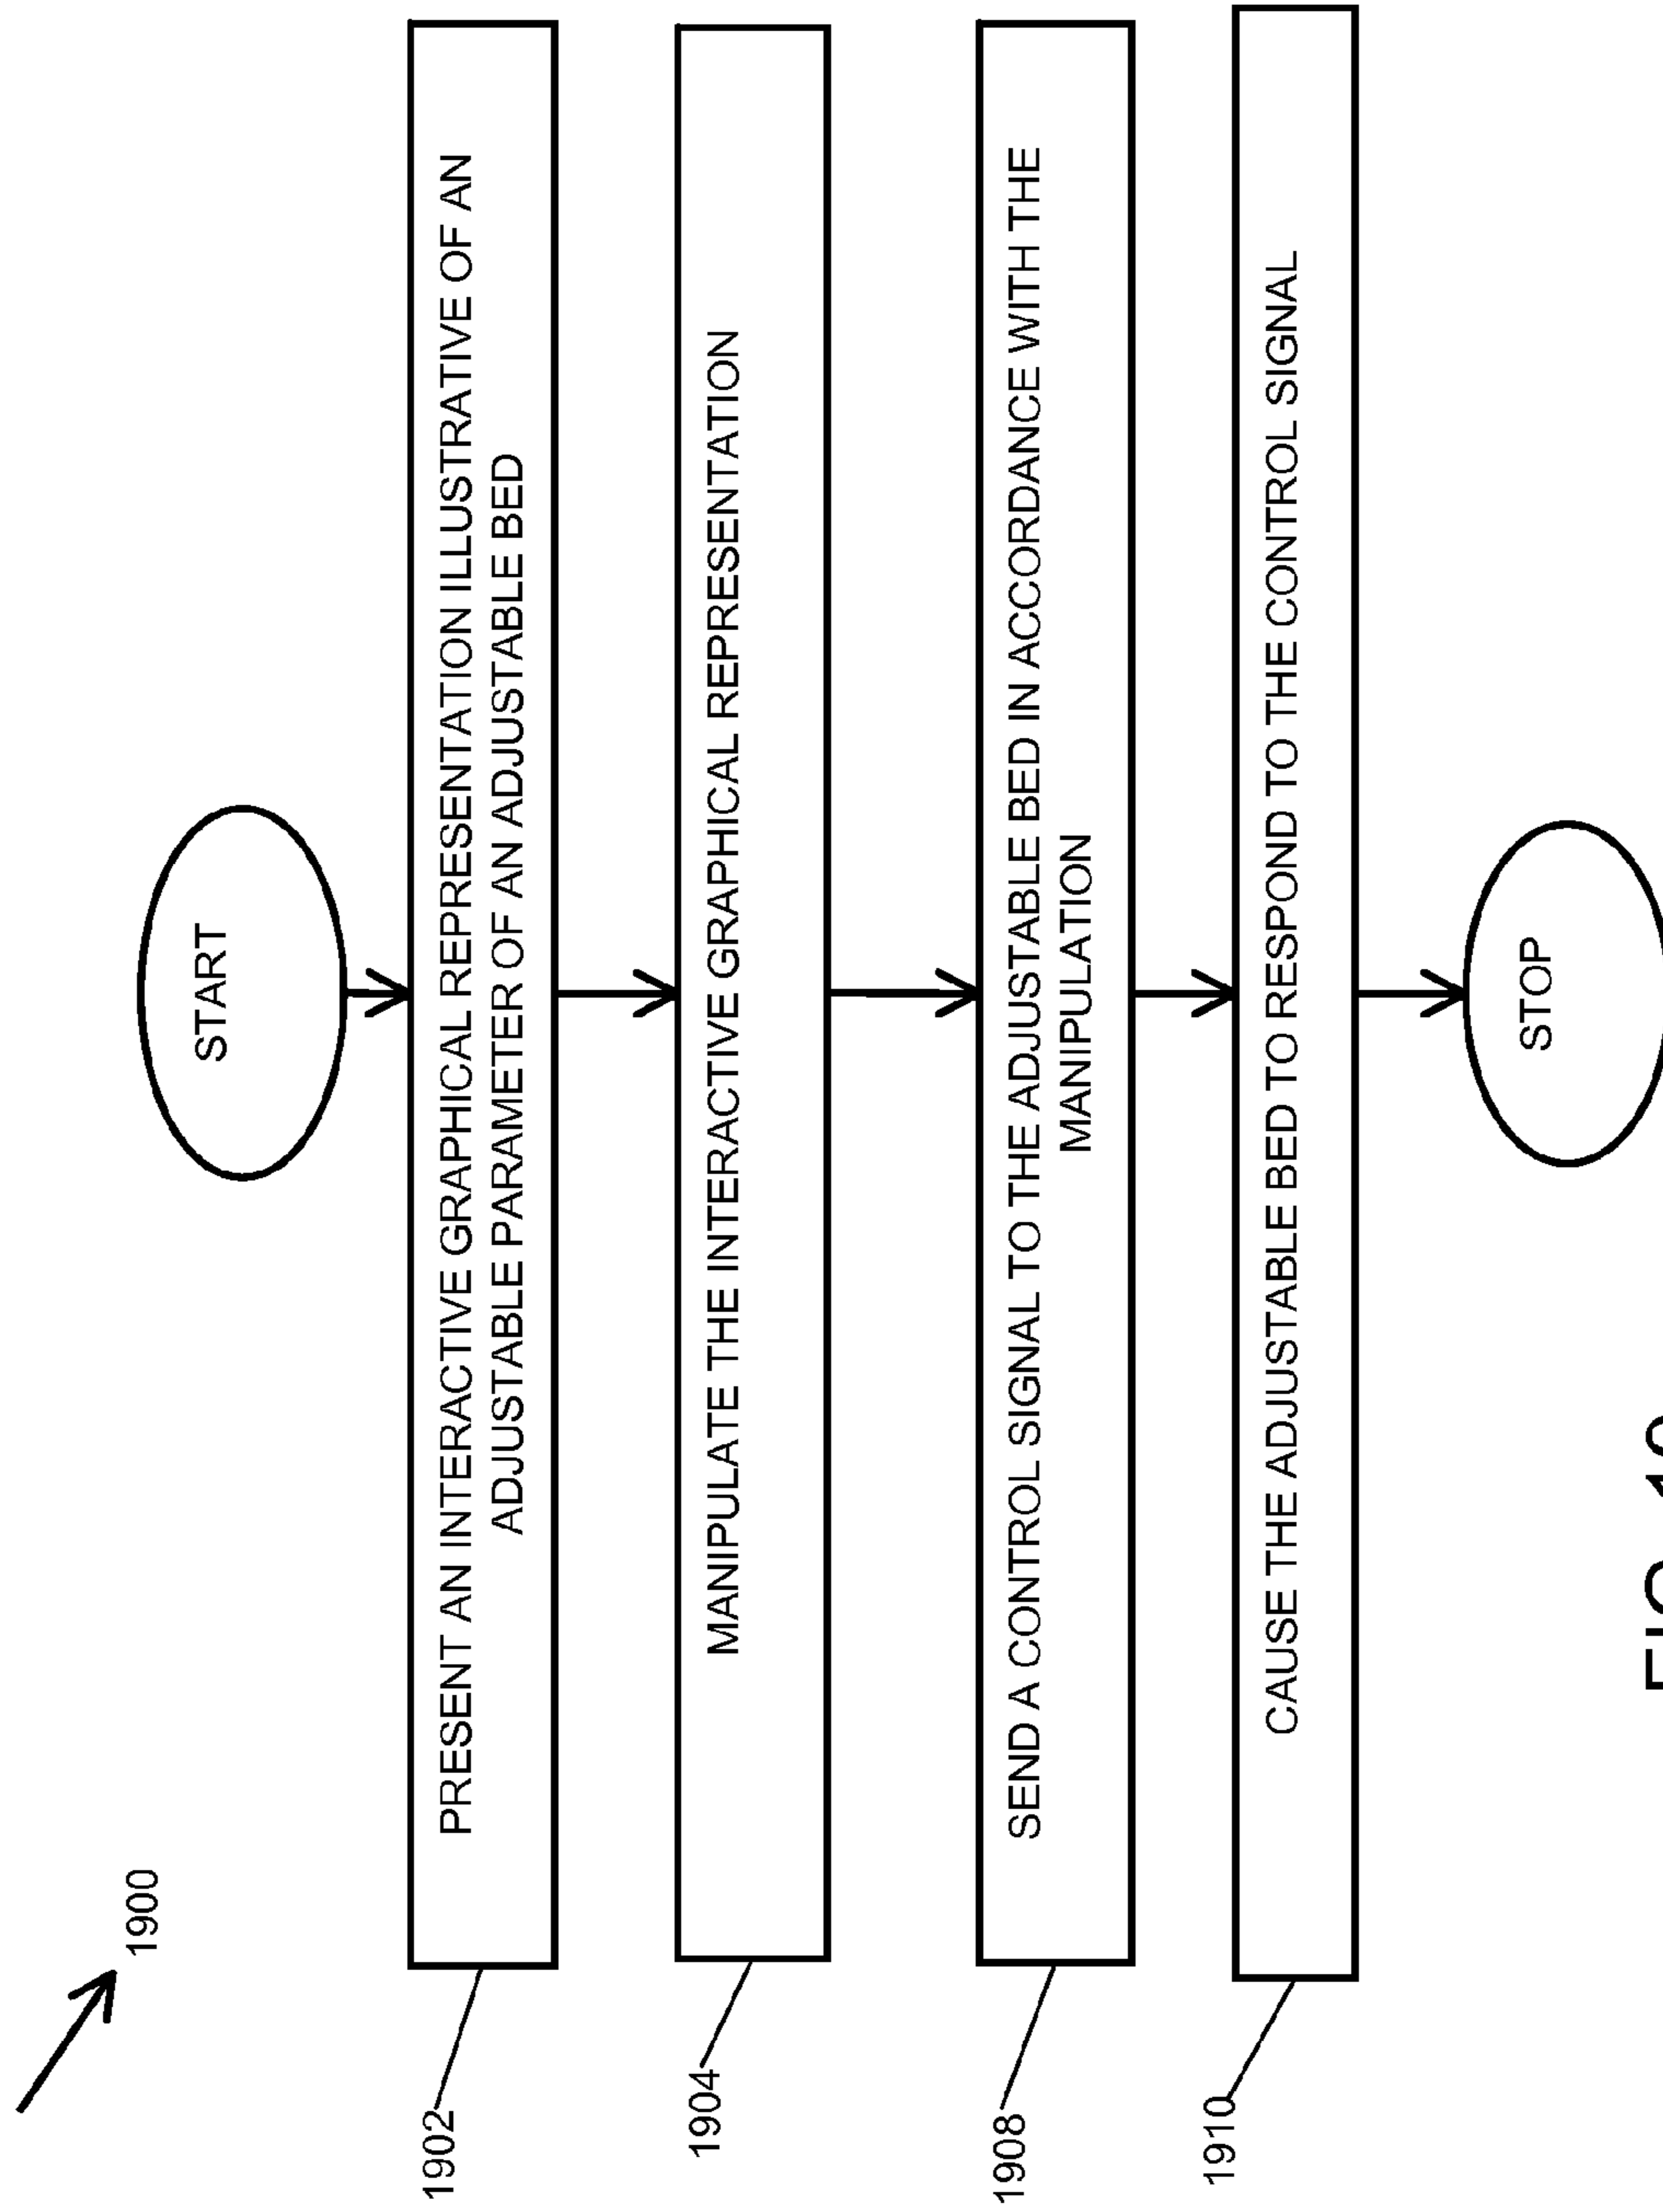 1900
START
1902
PRESENT AN INTERACTIVE GRAPHICAL REPRESENTATION ILLUSTRATIVE OF AN
ADJUSTABLE PARAMETER OF AN ADJUSTABLE BED
1904
MANIPULATE THE INTERACTIVE GRAPHICAL REPRESENTATION
1908
SEND A CONTROL SIGNAL TO THE ADJUSTABLE BED IN ACCORDANCE WITH THE
MANIPULATION
1910
CAUSE THE ADJUSTABLE BED TO RESPOND TO THE CONTROL SIGNAL
STOP
FIG. 19